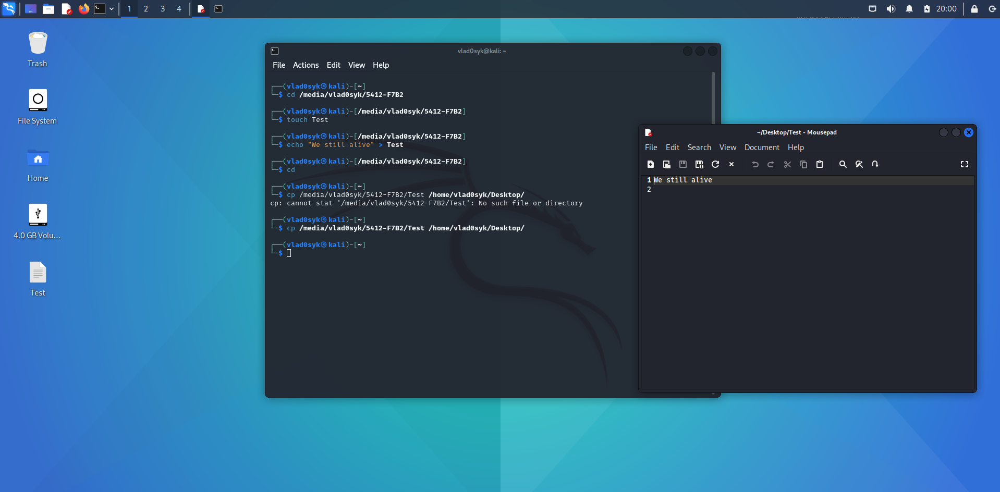 1 2 3 4 20:00
Trash
File System
Home
4.0 GB Volu...
Test
vlad0syk@kali: ~
File Actions Edit View Help
┌──(vlad0syk㉿kali)-[~]
└─$ cd /media/vlad0syk/5412-F7B2
┌──(vlad0syk㉿kali)-[/media/vlad0syk/5412-F7B2]
└─$ touch Test
┌──(vlad0syk㉿kali)-[/media/vlad0syk/5412-F7B2]
└─$ echo "We still alive" > Test
┌──(vlad0syk㉿kali)-[/media/vlad0syk/5412-F7B2]
└─$ cd
┌──(vlad0syk㉿kali)-[~]
└─$ cp /media/vlad0syk/5412-F7B2/Test /home/vlad0syk/Desktop/
cp: cannot stat '/media/vlad0syk/5412-F7B2/Test': No such file or directory
┌──(vlad0syk㉿kali)-[~]
└─$ cp /media/vlad0syk/5412-F7B2/Test /home/vlad0syk/Desktop/
┌──(vlad0syk㉿kali)-[~]
└─$
~/Desktop/Test - Mousepad
File Edit Search View Document Help
1 We still alive
2